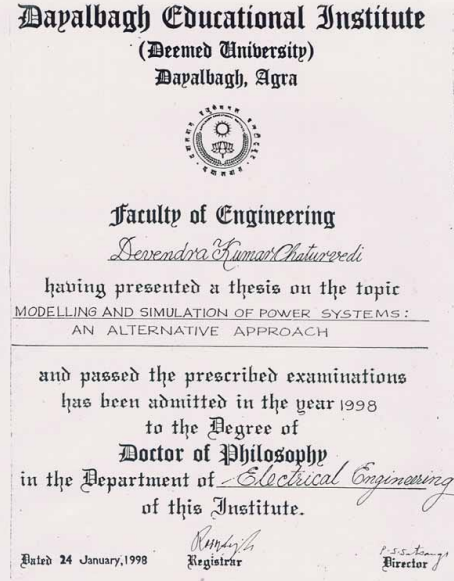 Dayalbagh Educational Institute
(Deemed University)
Dayalbagh, Agra
Faculty of Engineering
Devendra Kumar Chaturvedi
having presented a thesis on the topic
MODELLING AND SIMULATION OF POWER SYSTEMS:
AN ALTERNATIVE APPROACH
and passed the prescribed examinations
has been admitted in the year 1998
to the Degree of
Doctor of Philosophy
in the Department of Electrical Engineering
of this Institute.
P.S. Satsangi
Dated 24 January, 1998 Registrar Director